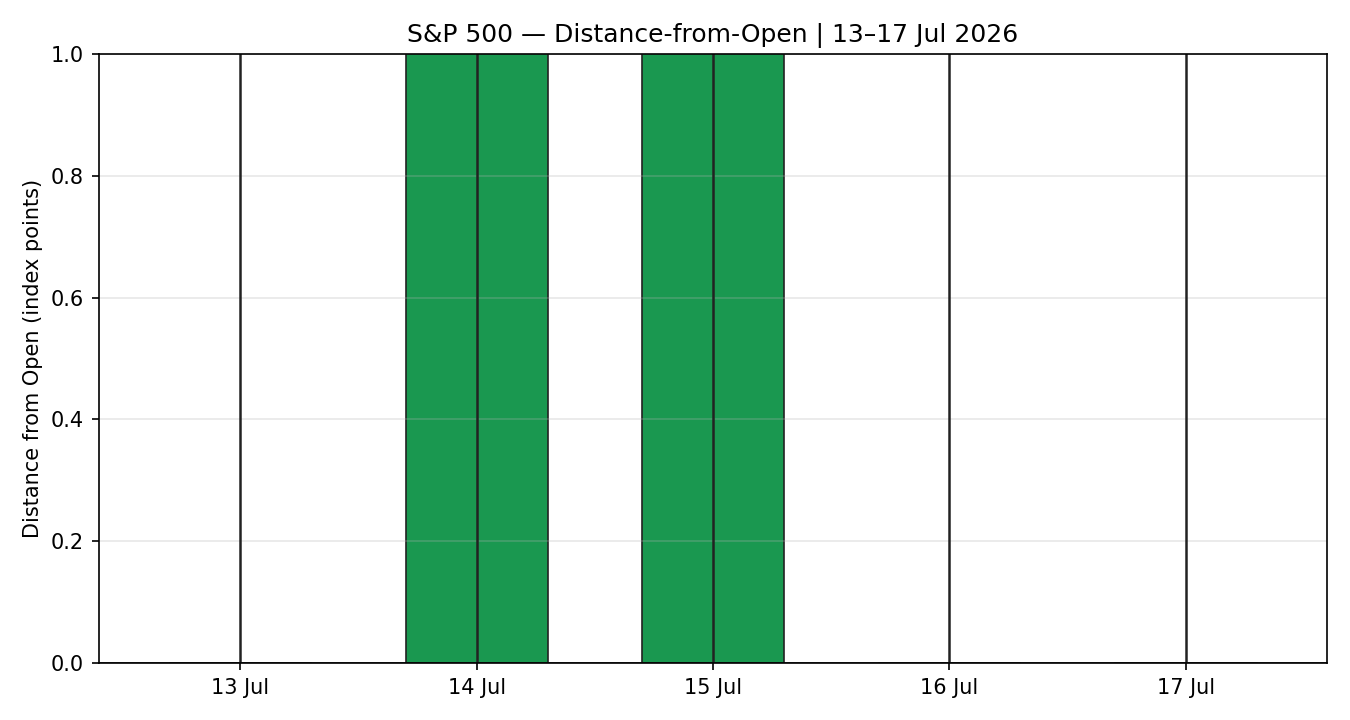 S&P 500 — Distance-from-Open | 13–17 Jul 2026
Distance from Open (index points)
1.0
0.8
0.6
0.4
0.2
0.0
13 Jul
14 Jul
15 Jul
16 Jul
17 Jul